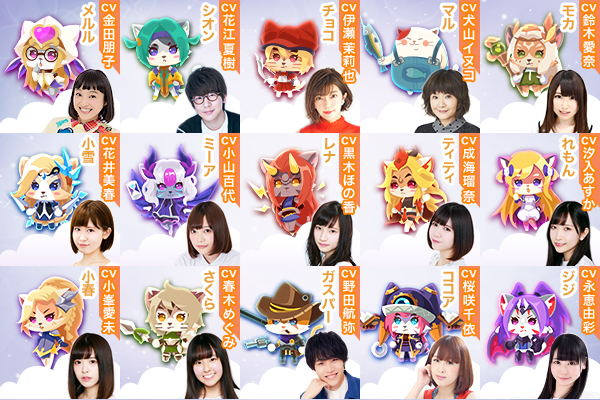 メルル
CV金田朋子
シオン
CV花江夏樹
チョコ
CV伊瀬茉莉也
マル
CV犬山イヌコ
モカ
CV鈴木愛奈
小雪
CV花井美春
ミーア
CV小山百代
レナ
CV黒木ほの香
ティティ
CV成海瑠奈
れもん
CV汐入あすか
小春
CV小峯愛未
さくら
CV春木めぐみ
ガスパー
CV野田航弥
ココア
CV桜咲千依
ジジ
CV永恵由彩